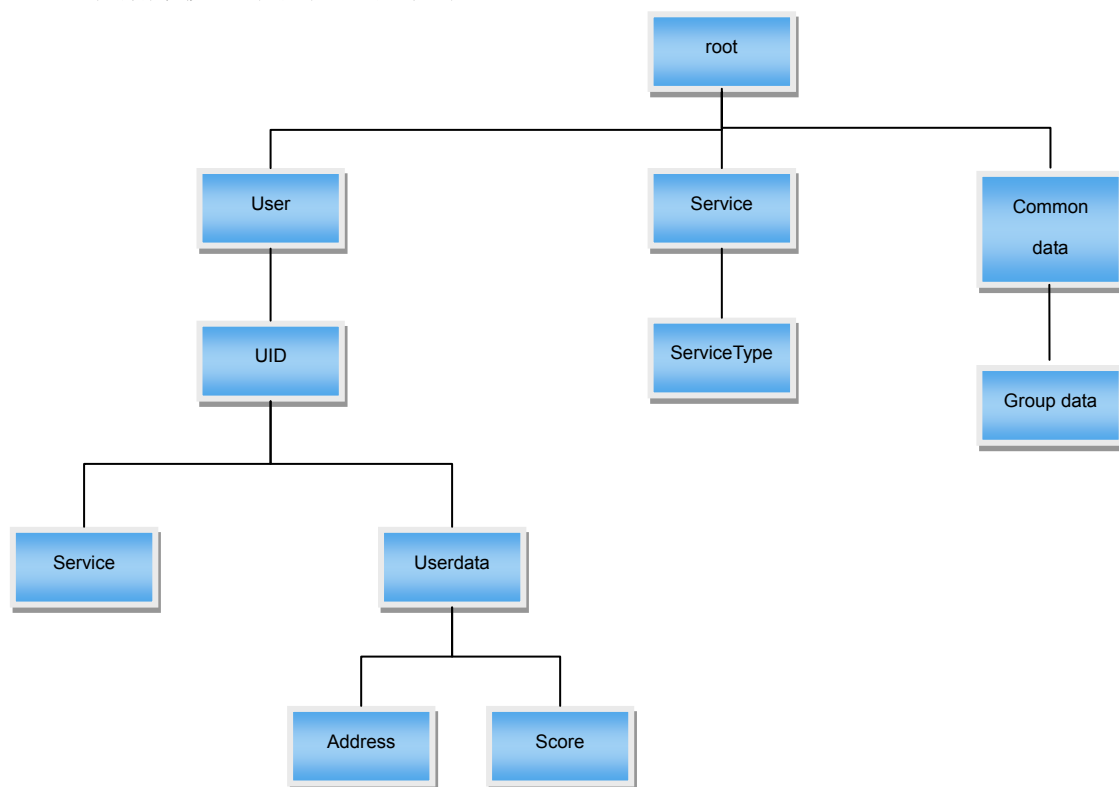 root
User
Service
Common
data
UID
ServiceType
Group data
Service
Userdata
Address
Score